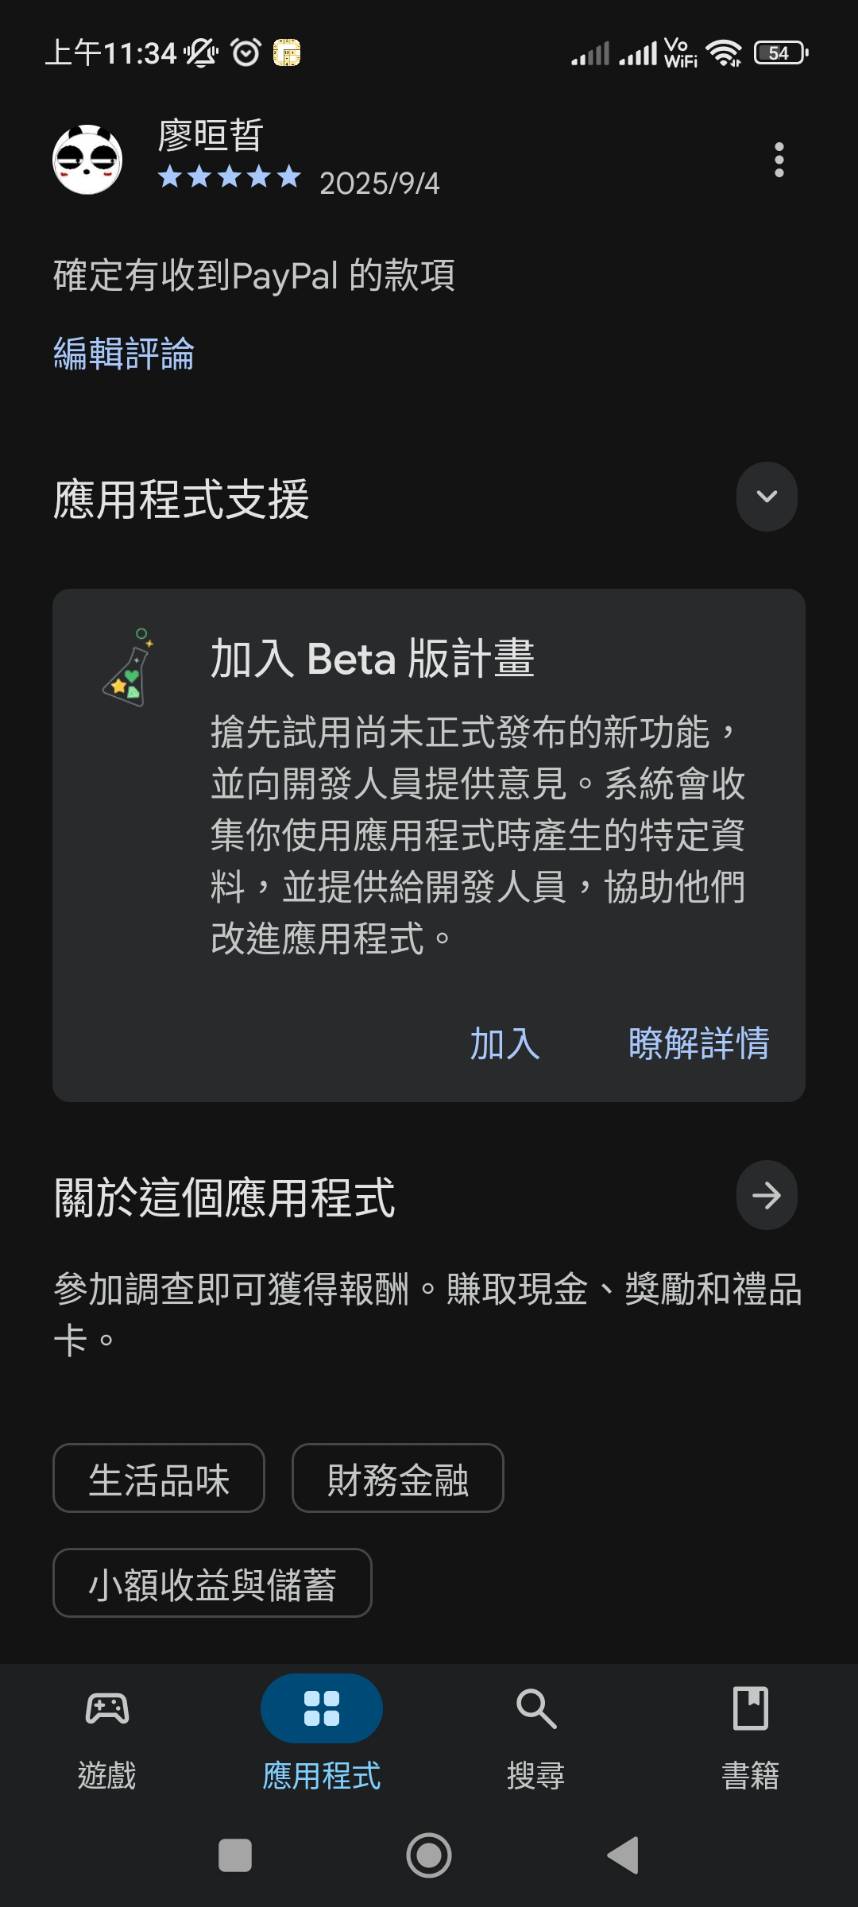 上午11:34
Vo
WiFi
54
廖晅哲
2025/9/4
確定有收到PayPal 的款項
編輯評論
應用程式支援
加入 Beta 版計畫
搶先試用尚未正式發布的新功能，
並向開發人員提供意見。系統會收
集你使用應用程式時產生的特定資
料，並提供給開發人員，協助他們
改進應用程式。
加入 瞭解詳情
關於這個應用程式
參加調查即可獲得報酬。賺取現金、獎勵和禮品
卡。
生活品味 財務金融
小額收益與儲蓄
遊戲 應用程式 搜尋 書籍